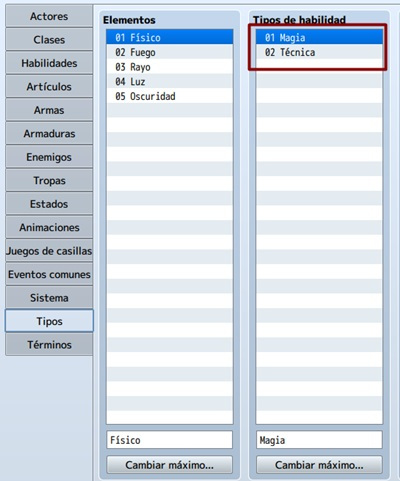 Actores
Clases
Habilidades
Artículos
Armas
Armaduras
Enemigos
Tropas
Estados
Animaciones
Juegos de casillas
Eventos comunes
Sistema
Tipos
Términos
Elementos
01 Físico
02 Fuego
03 Rayo
04 Luz
05 Oscuridad
Físico
Cambiar máximo...
Tipos de habilidad
01 Magia
02 Técnica
Magia
Cambiar máximo...